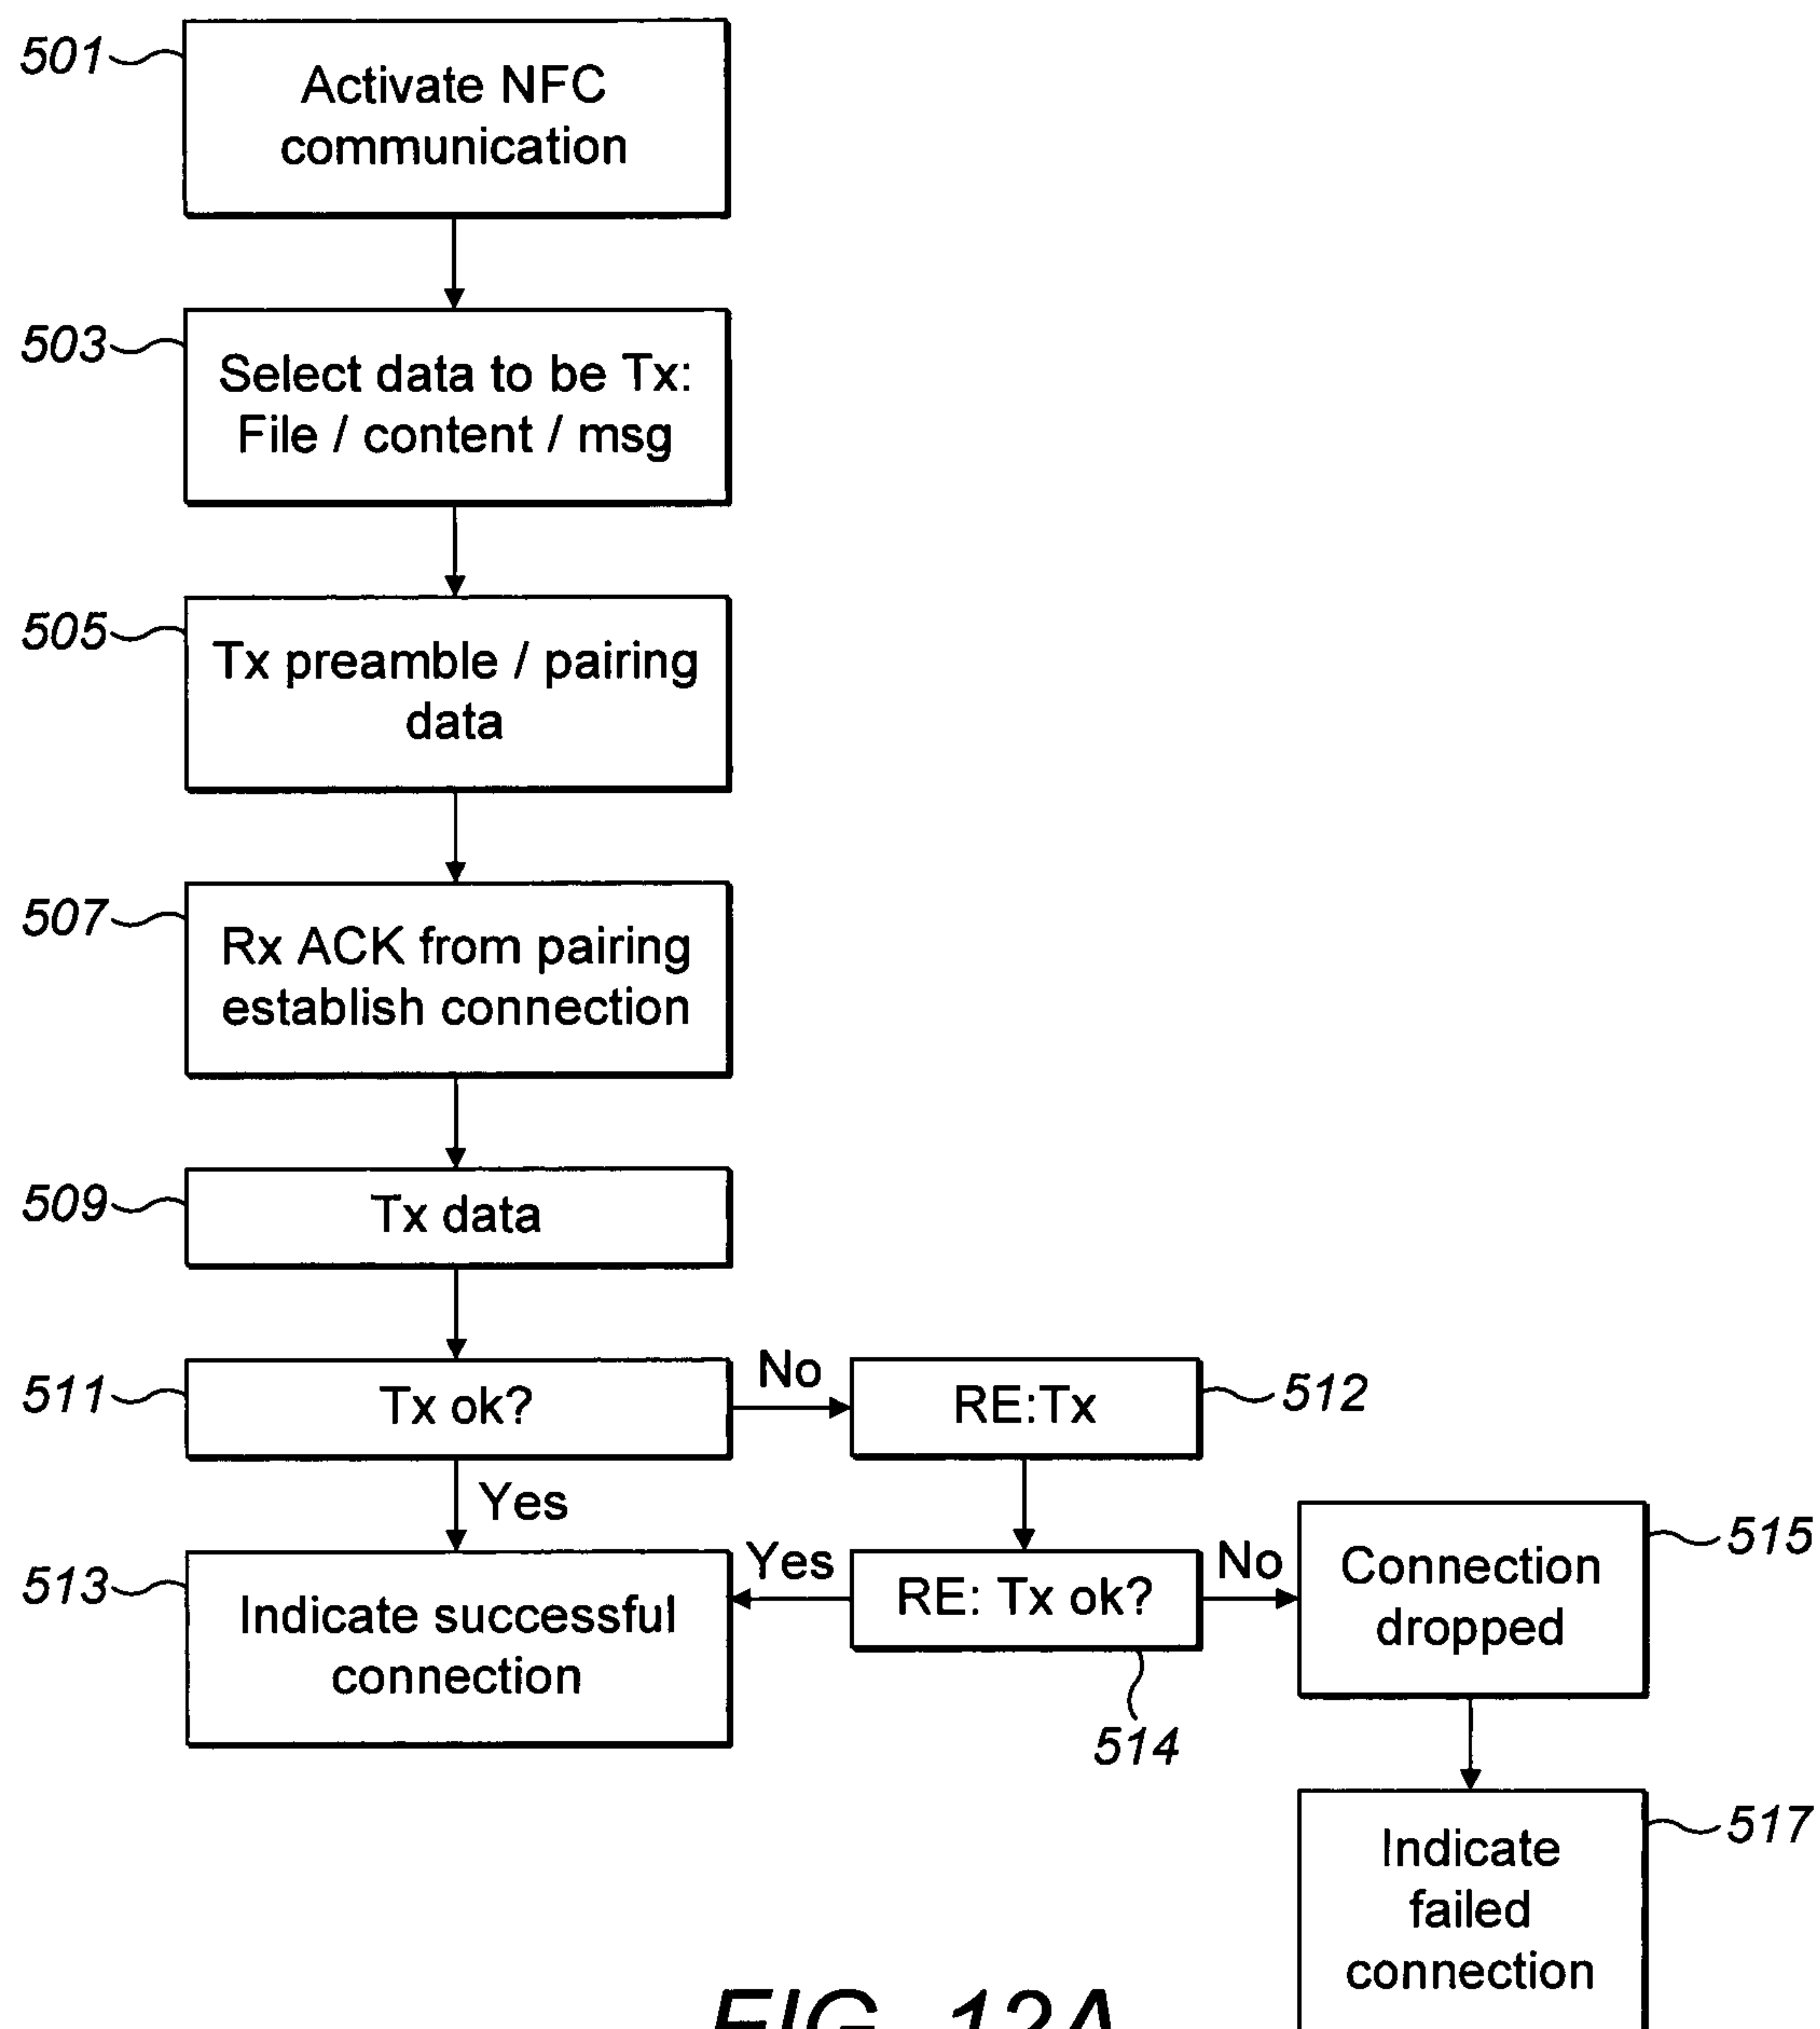 501
Activate NFC
communication
503
Select data to be Tx:
File / content / msg
505
Tx preamble / pairing
data
507
Rx ACK from pairing
establish connection
509
Tx data
511
Tx ok?
No
RE:Tx
512
Yes
513
Indicate successful
connection
Yes
RE: Tx ok?
No
514
Connection
dropped
515
Indicate
failed
connection
517
FIG. 12A